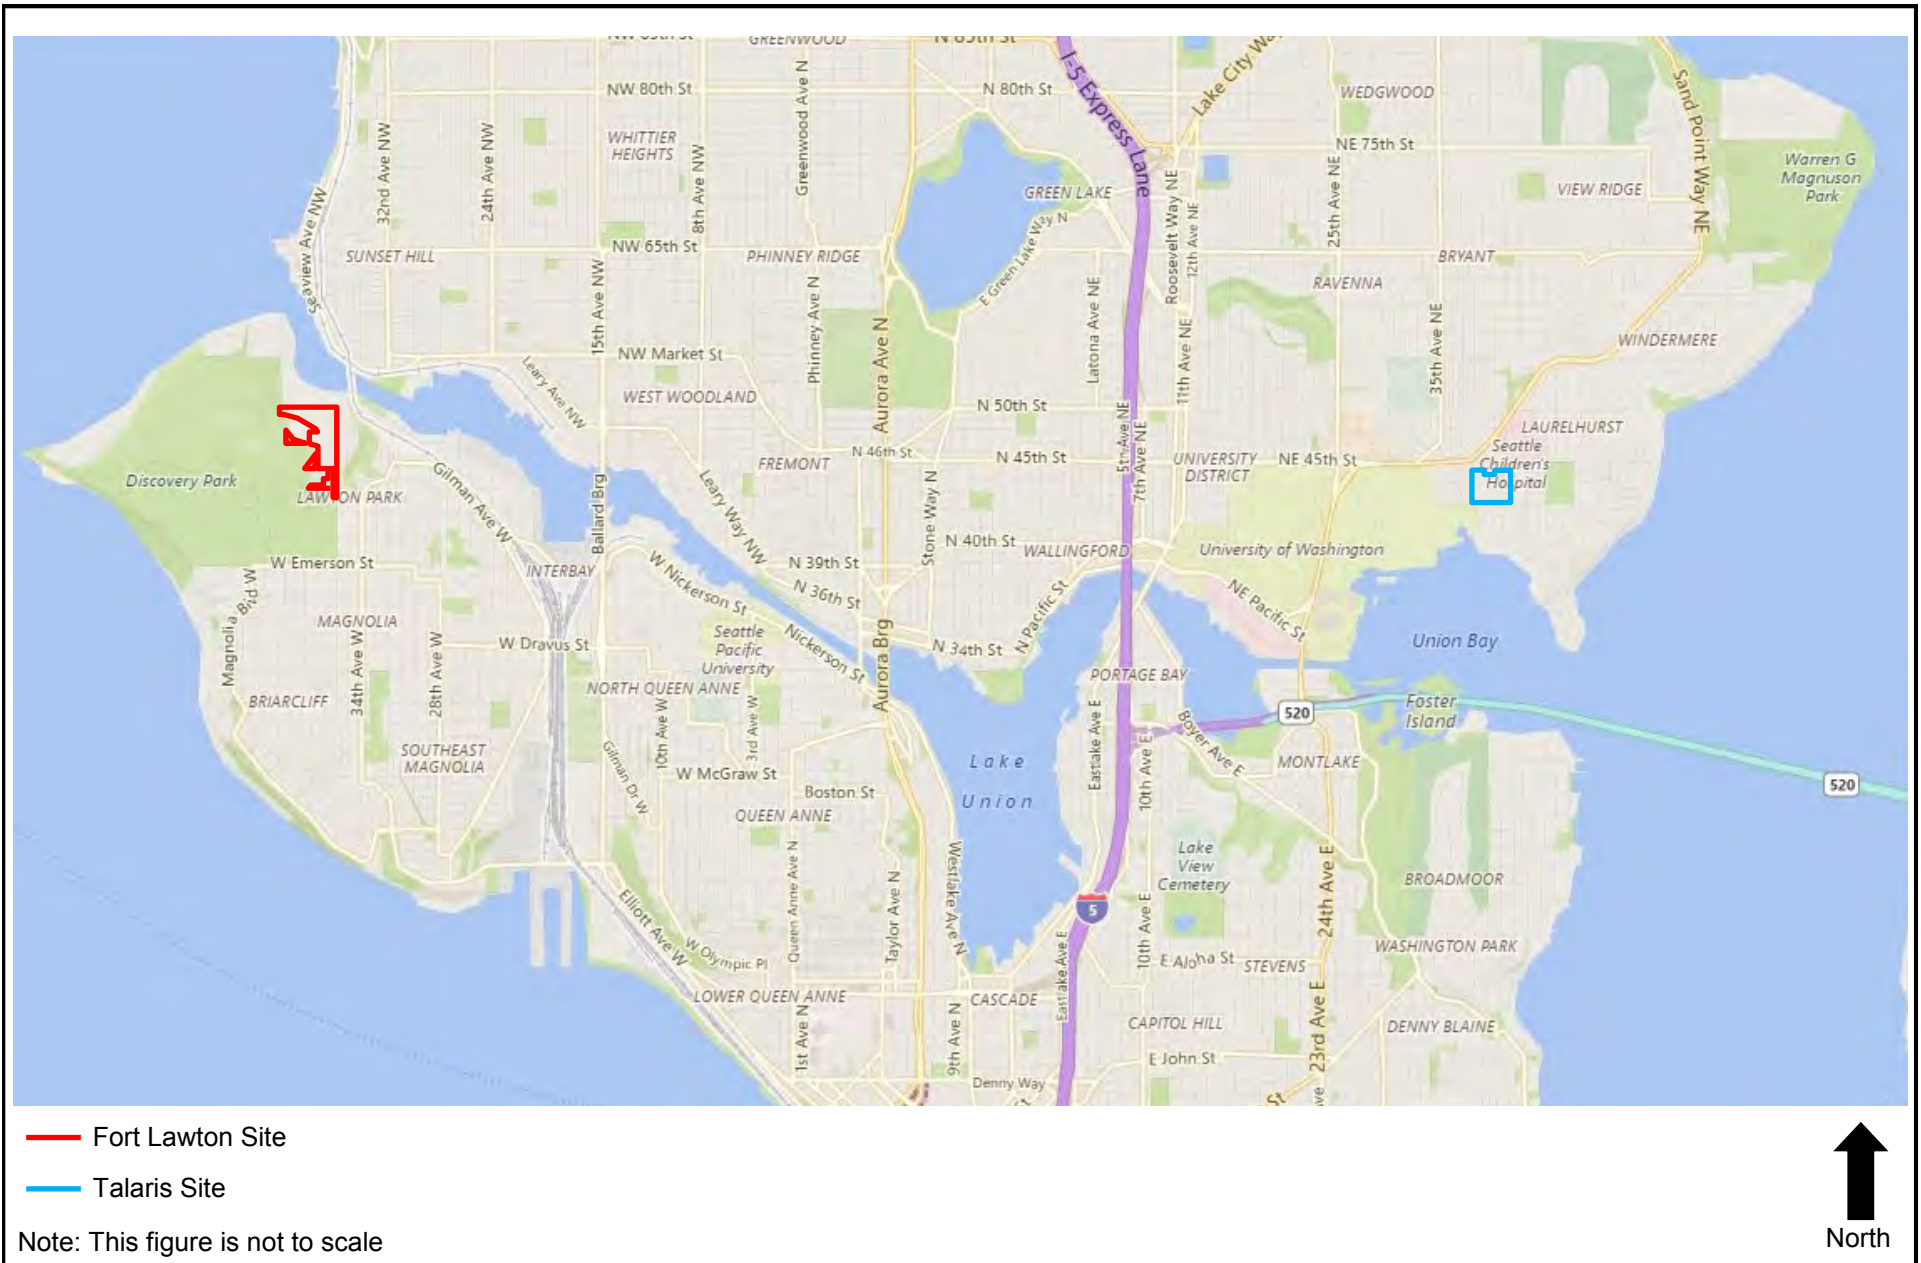 NW 85th St
GREENWOOD
N 85th St
I-5 Express Lane
Lake City Wa
NW 80th St
N 80th St
WEDGWOOD
Sand Point Way NE
WHITTIER
HEIGHTS
Greenwood Ave N
32nd Ave NW
24th Ave NW
8th Ave NW
GREEN LAKE
NE 75th St
25th Ave NE
VIEW RIDGE
Warren G
Magnuson
Park
Seaview Ave NW
SUNSET HILL
NW 65th St
PHINNEY RIDGE
E Green Lake Way N
Roosevelt Way NE
12th Ave NE
BRYANT
RAVENNA
15th Ave NW
Phinney Ave N
Aurora Ave N
Latona Ave NE
11th Ave NE
35th Ave NE
WINDERMERE
NW Market St
Leary Ave NW
WEST WOODLAND
N 50th St
5th Ave NE
7th Ave NE
LAURELHURST
Seattle
Children's
Hospital
Discovery Park
LAWTON PARK
Gilman Ave W
FREMONT
N 46th St
N 45th St
UNIVERSITY
DISTRICT
NE 45th St
Ballard Brg
Leary Way NW
Stone Way N
N 40th St
WALLINGFORD
University of Washington
W Emerson St
INTERBAY
W Nickerson St
N 39th St
N 36th St
N Pacific St
NE Pacific St
Magnolia Blvd W
MAGNOLIA
34th Ave W
28th Ave W
W Dravus St
Seattle
Pacific
University
Nickerson St
Aurora Brg
N 34th St
Union Bay
BRIARCLIFF
NORTH QUEEN ANNE
PORTAGE BAY
520
Foster
Island
SOUTHEAST
MAGNOLIA
Gilman Dr W
10th Ave W
3rd Ave W
W McGraw St
Boston St
Lake
Union
Eastlake Ave E
10th Ave E
Boyer Ave E
MONTLAKE
520
QUEEN ANNE
Queen Anne Ave N
Taylor Ave N
Westlake Ave N
Lake
View
Cemetery
24th Ave E
BROADMOOR
5
Elliott Ave W
W Olympic Pl
Eastlake Ave E
10th Ave E
E Aloha St
STEVENS
WASHINGTON PARK
LOWER QUEEN ANNE
CASCADE
1st Ave N
9th Ave N
CAPITOL HILL
23rd Ave E
DENNY BLAINE
E John St
Denny Way
St
St
ve
Fort Lawton Site
Talaris Site
Note: This figure is not to scale
North